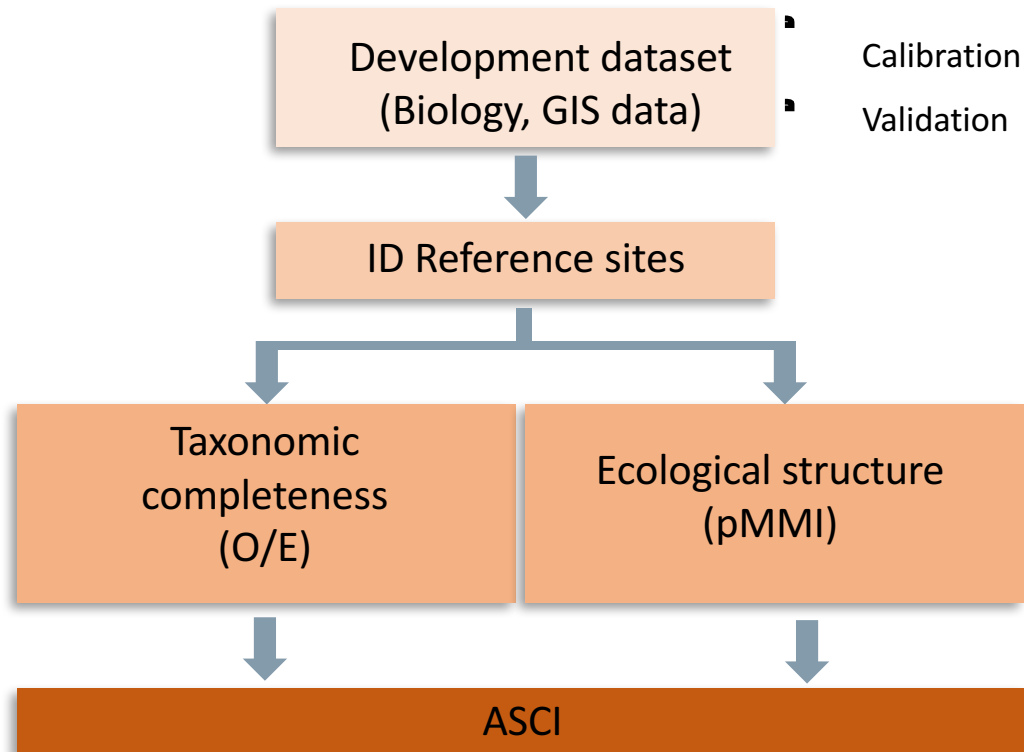 Development dataset
(Biology, GIS data)
Calibration
Validation
ID Reference sites
Taxonomic
completeness
(O/E)
Ecological structure
(pMMI)
ASCI